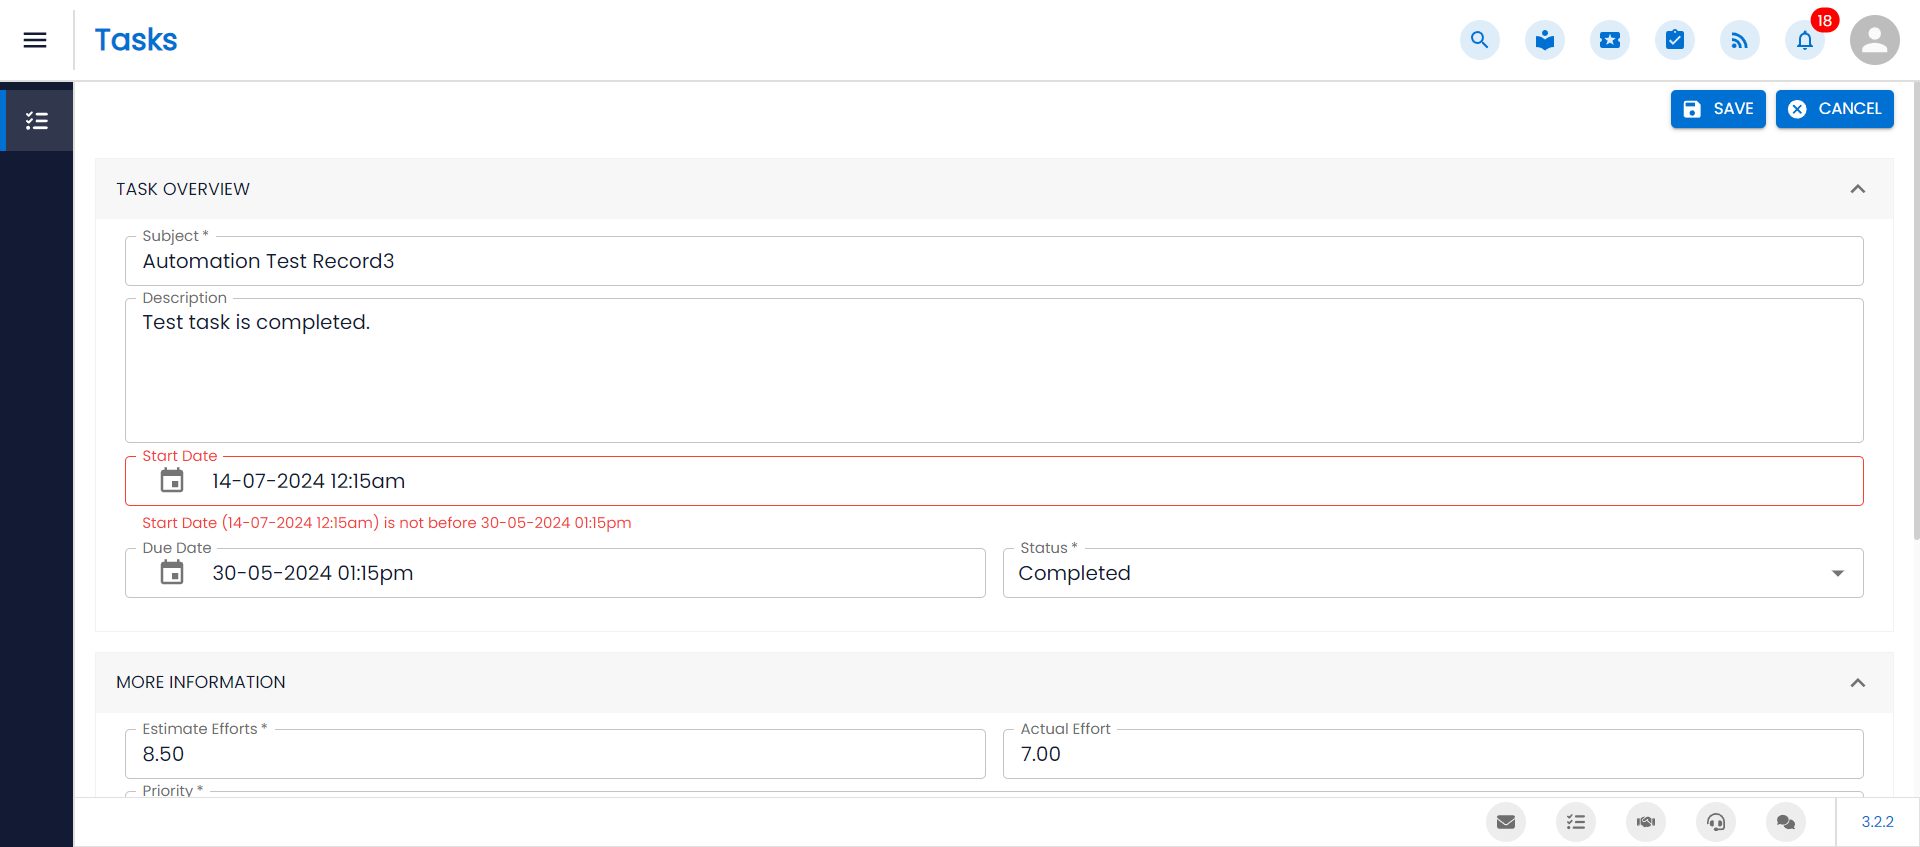 Tasks
18
SAVE
CANCEL
TASK OVERVIEW
Subject *
Automation Test Record3
Description
Test task is completed.
Start Date
14-07-2024 12:15am
Start Date (14-07-2024 12:15am) is not before 30-05-2024 01:15pm
Due Date
30-05-2024 01:15pm
Status *
Completed
MORE INFORMATION
Estimate Efforts *
8.50
Actual Effort
7.00
Priority *
3.2.2